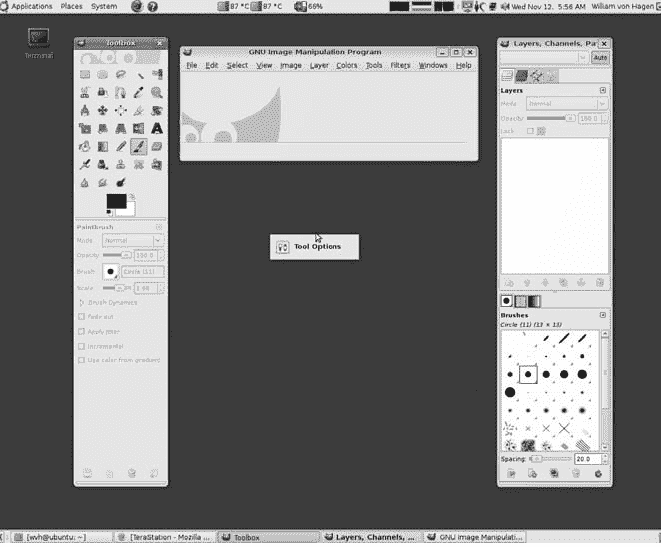 Applications Places System 87 °C 87 °C 66% Wed Nov 12, 5:56 AM William von Hagen
Terminal
Toolbox
GNU Image Manipulation Program
File Edit Select View Image Layer Colors Tools Filters Windows Help
Layers, Channels, Pa
Auto
Layers
Mode: Normal
Opacity: 100.0
Lock:
Tool Options
Paintbrush
Mode: Normal
Opacity: 100.0
Brush: Circle (11)
Scale: 1.00
Brush Dynamics
Fade out
Apply Jitter
Incremental
Use color from gradient
Brushes
Circle (11) (13 × 13)
Spacing: 20.0
[wvh@ubuntu: ~]
[TeraStation - Mozilla ...
Toolbox
Layers, Channels, ...
GNU Image Manipulati...